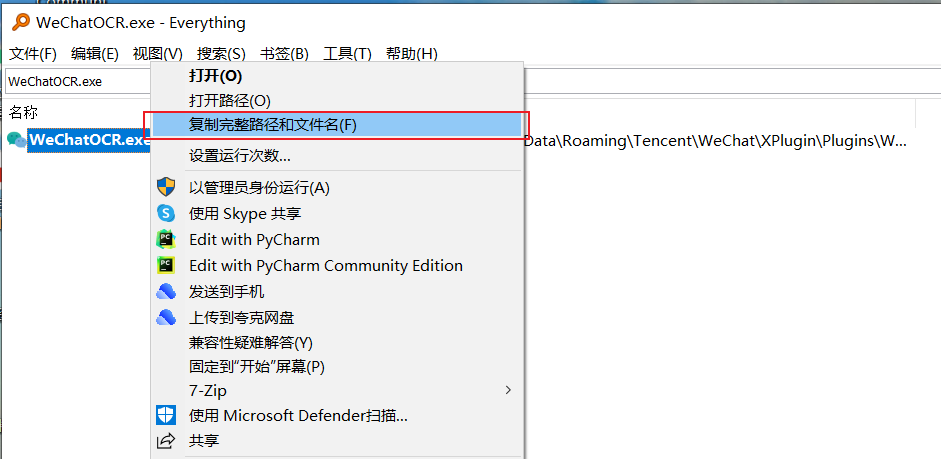 WeChatOCR.exe - Everything
文件(F) 编辑(E) 视图(V) 搜索(S) 书签(B) 工具(T) 帮助(H)
WeChatOCR.exe
名称
WeChatOCR.exe
Data\Roaming\Tencent\WeChat\XPlugin\Plugins\W...
打开(O)
打开路径(O)
复制完整路径和文件名(F)
设置运行次数...
以管理员身份运行(A)
使用 Skype 共享
Edit with PyCharm
Edit with PyCharm Community Edition
发送到手机
上传到夸克网盘
兼容性疑难解答(Y)
固定到“开始”屏幕(P)
7-Zip
使用 Microsoft Defender扫描...
共享